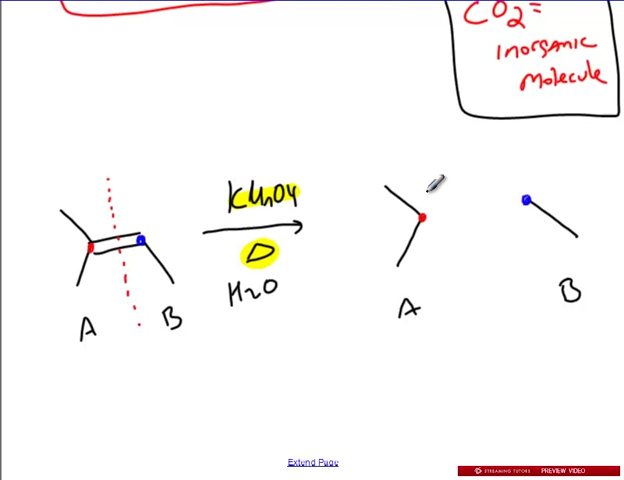 CO2=
inorganic
molecule
KMnO4
Δ
H2O
A
B
A
B
Extend Page
STREAMING TUTORS PREVIEW VIDEO